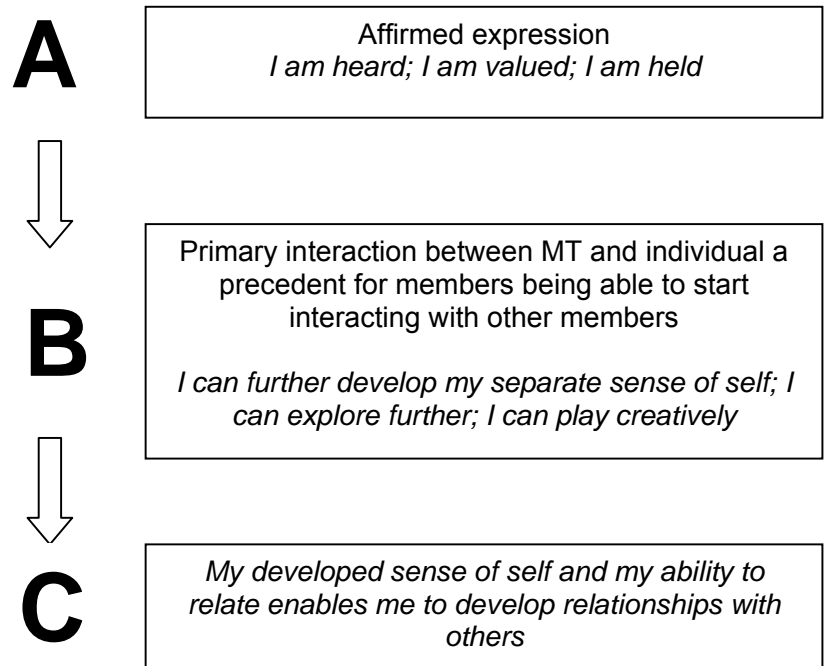 A
Affirmed expression
I am heard; I am valued; I am held
B
Primary interaction between MT and individual a
precedent for members being able to start
interacting with other members
I can further develop my separate sense of self; I
can explore further; I can play creatively
C
My developed sense of self and my ability to
relate enables me to develop relationships with
others